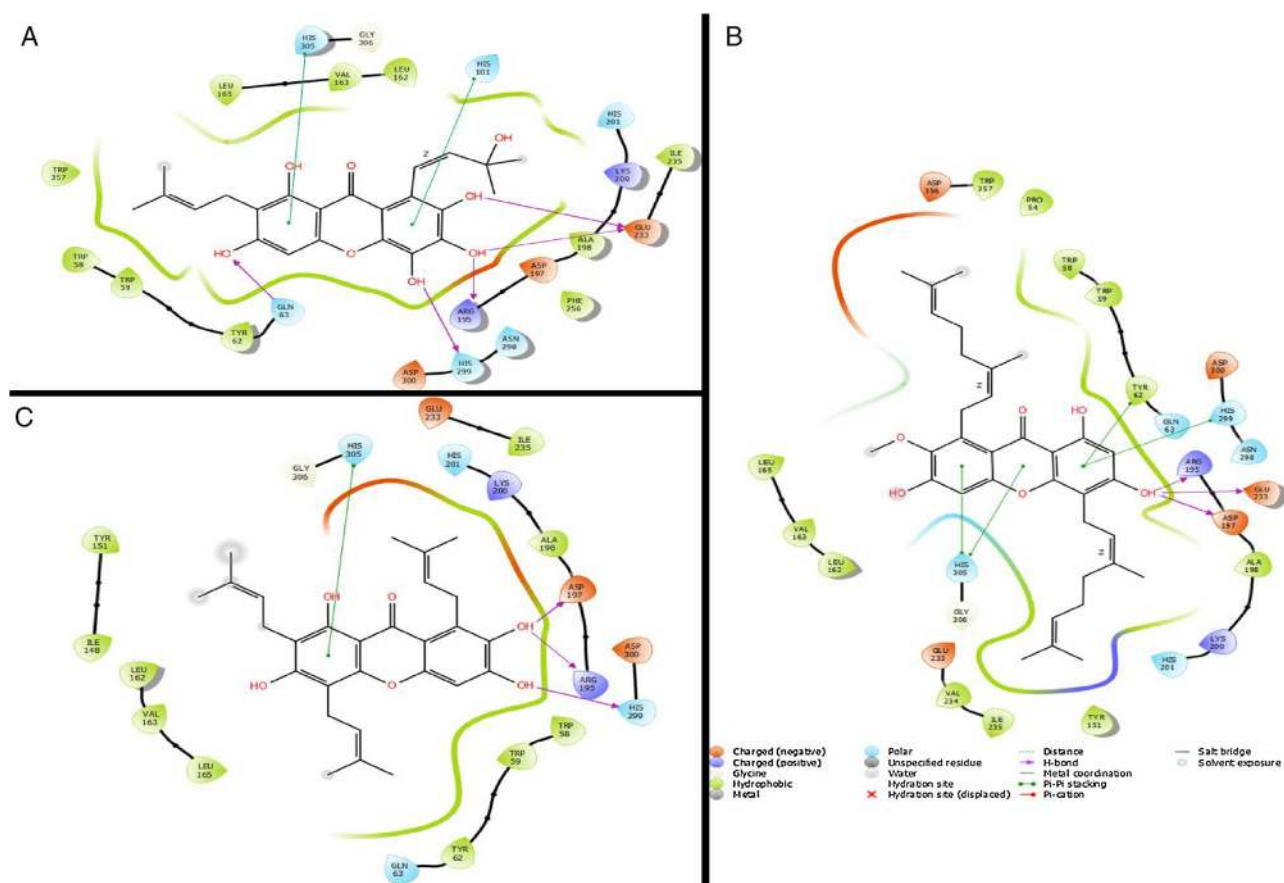 A
HIS
305
GLY
306
LEU
165
VAL
163
LEU
162
HIS
101
HIS
201
LYS
200
ILE
235
TRP
357
OH
O
Z
OH
OH
GLU
233
OH
ALA
198
HO
O
OH
ASP
197
TRP
58
TRP
59
TYR
62
GLN
63
ARG
195
PHE
256
ASN
298
HIS
299
ASP
300
B
ASP
356
TRP
357
PRO
54
TRP
58
TRP
59
TYR
62
GLN
63
ASP
300
HIS
299
ASN
298
O
OH
O
HO
O
OH
ARG
195
GLU
233
ASP
197
LEU
165
VAL
163
LEU
162
HIS
305
GLY
306
ALA
198
LYS
200
HIS
201
GLU
233
VAL
234
ILE
235
TYR
151
C
GLU
233
ILE
235
HIS
305
GLY
306
HIS
201
LYS
200
ALA
198
TYR
151
ILE
148
LEU
162
VAL
163
LEU
165
OH
O
OH
HO
O
OH
ASP
197
ARG
195
ASP
300
HIS
299
TRP
58
TRP
59
TYR
62
GLN
63
Charged (negative)
Charged (positive)
Glycine
Hydrophobic
Metal
Polar
Unspecified residue
Water
Hydration site
Hydration site (displaced)
Distance
H-bond
Metal coordination
Pi-Pi stacking
Pi-cation
Salt bridge
Solvent exposure